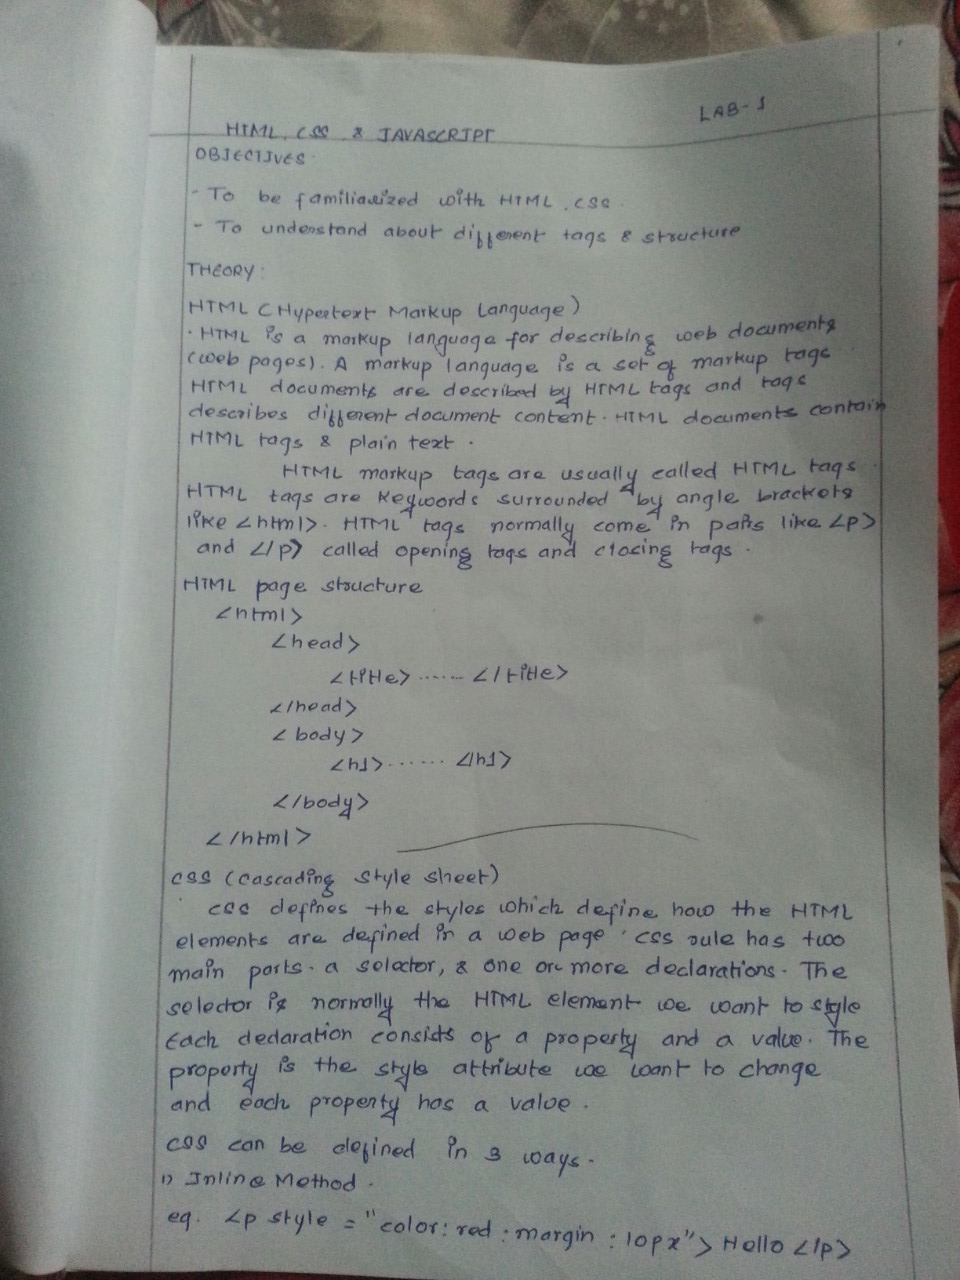 LAB-1
HTML, CSS & JAVASCRIPT
OBJECTIVES
- To be familiarized with HTML, CSS.
- To understand about different tags & structure
THEORY:
HTML (Hypertext Markup Language)
· HTML is a markup language for describing web documents
(web pages). A markup language is a set of markup tags
HTML documents are described by HTML tags and tags
describes different document content. HTML documents contain
HTML tags & plain text.
HTML markup tags are usually called HTML tags.
HTML tags are keywords surrounded by angle brackets
like <html>. HTML tags normally come in pairs like <p>
and </p> called opening tags and closing tags.
HTML page structure
<html>
<head>
<title> ...... </title>
</head>
<body>
<h1> ...... </h1>
</body>
</html>
CSS (Cascading Style Sheet)
CSS defines the styles which define how the HTML
elements are defined in a web page. CSS rule has two
main parts. a selector, & one or more declarations. The
selector is normally the HTML element we want to style
Each declaration consists of a property and a value. The
property is the style attribute we want to change
and each property has a value.
CSS can be defined in 3 ways.
1) Inline Method.
eg. <p style = "color: red : margin : 10px"> Hello </p>